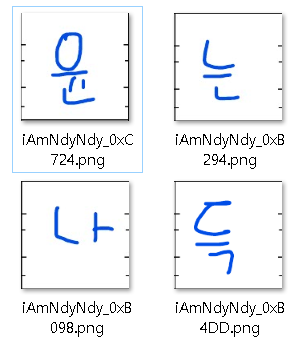 윤 는
iAmNdyNdy_0xC iAmNdyNdy_0xB
724.png 294.png
나 득
iAmNdyNdy_0xB iAmNdyNdy_0xB
098.png 4DD.png